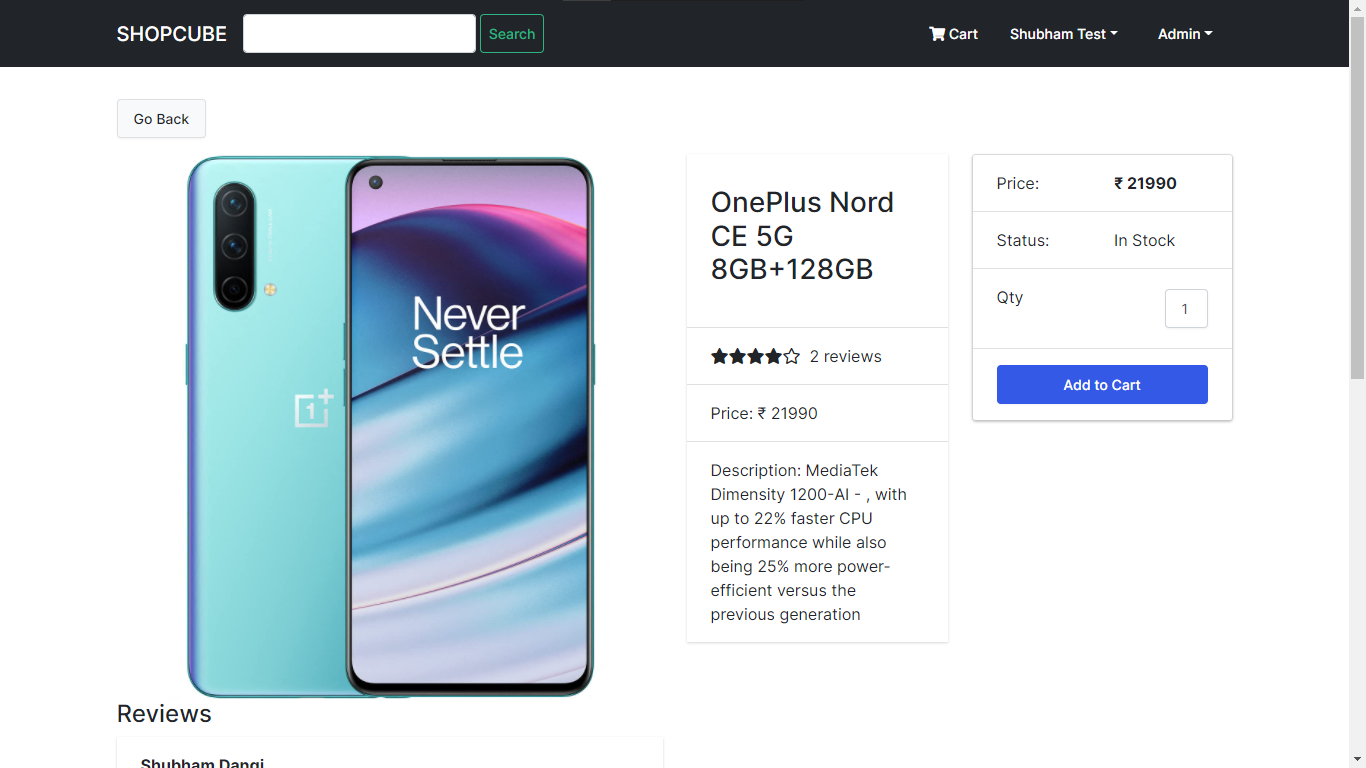 SHOPCUBE
Search
Cart
Shubham Test
Admin
Go Back
Never
Settle
1+
OnePlus Nord
CE 5G
8GB+128GB
2 reviews
Price: ₹ 21990
Description: MediaTek
Dimensity 1200-AI - , with
up to 22% faster CPU
performance while also
being 25% more power-
efficient versus the
previous generation
Price: ₹ 21990
Status: In Stock
Qty 1
Add to Cart
Reviews
Shubham Dangi